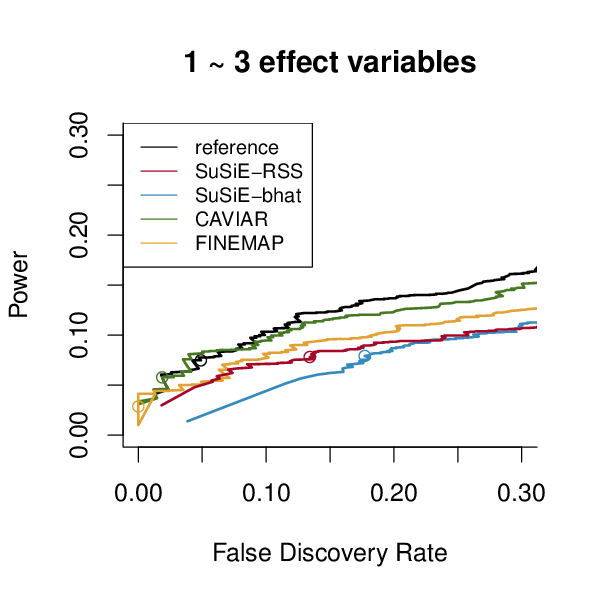 1 ~ 3 effect variables
reference
SuSiE−RSS
SuSiE−bhat
CAVIAR
FINEMAP
Power
0.30
0.20
0.10
0.00
0.00 0.10 0.20 0.30
False Discovery Rate